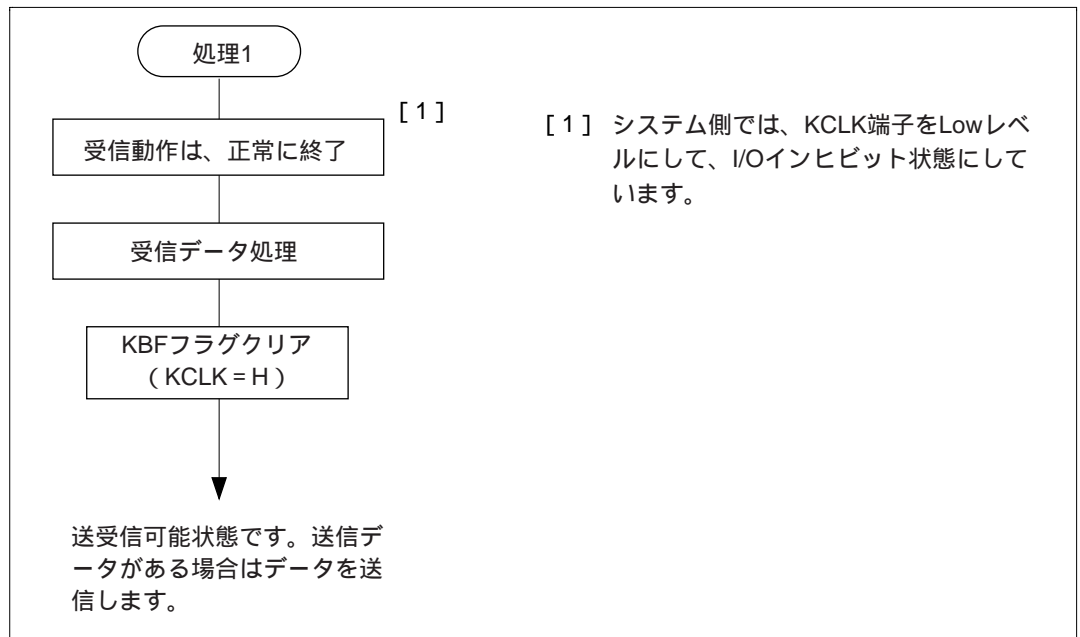 処理1
[ 1 ]
受信動作は、正常に終了
受信データ処理
KBFフラグクリア
( KCLK = H )
送受信可能状態です。送信デ
ータがある場合はデータを送
信します。
[ 1 ] システム側では、KCLK端子をLowレベ
ルにして、I/Oインヒビット状態にして
います。